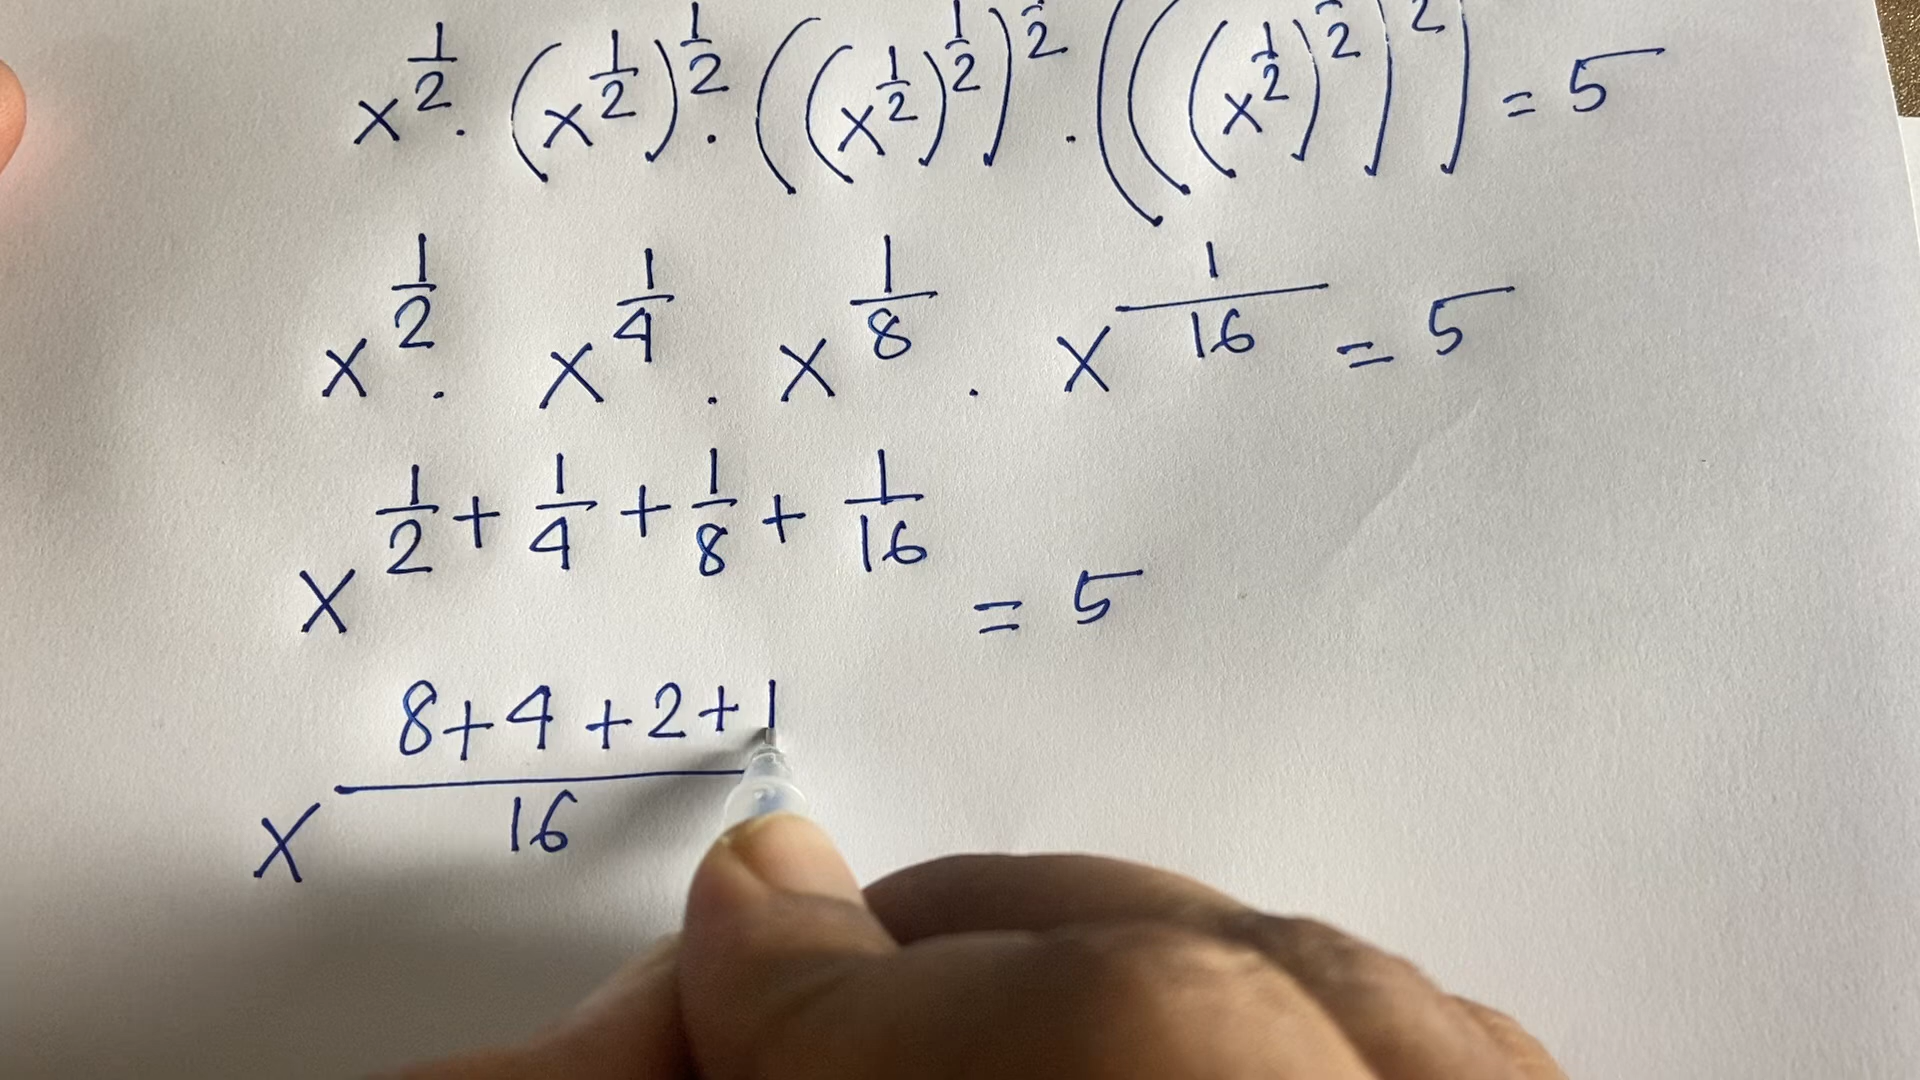 x^(1/2) . (x^(1/2))^(1/2) . ((x^(1/2))^(1/2))^(1/2) . (((x^(1/2))^(1/2))^(1/2) = 5
x^(1/2) . x^(1/4) . x^(1/8) . x^(1/16) = 5
x^(1/2 + 1/4 + 1/8 + 1/16) = 5
x^((8+4+2+1)/16)